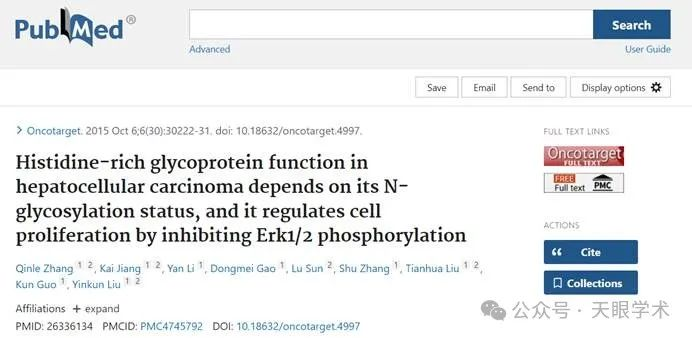 PubMed®
Search
Advanced
User Guide
Save
Email
Send to
Display options
> Oncotarget. 2015 Oct 6;6(30):30222-31. doi: 10.18632/oncotarget.4997.
Histidine-rich glycoprotein function in
hepatocellular carcinoma depends on its N-
glycosylation status, and it regulates cell
proliferation by inhibiting Erk1/2 phosphorylation
Qinle Zhang 1 2, Kai Jiang 1 2, Yan Li 1, Dongmei Gao 1, Lu Sun 2, Shu Zhang 1, Tianhua Liu 1 2,
Kun Guo 1, Yinkun Liu 1 2
Affiliations + expand
PMID: 26336134 PMCID: PMC4745792 DOI: 10.18632/oncotarget.4997
FULL TEXT LINKS
Oncotarget
FULL TEXT
FREE
Full text
PMC
ACTIONS
Cite
Collections
公众号 · 天眼学术